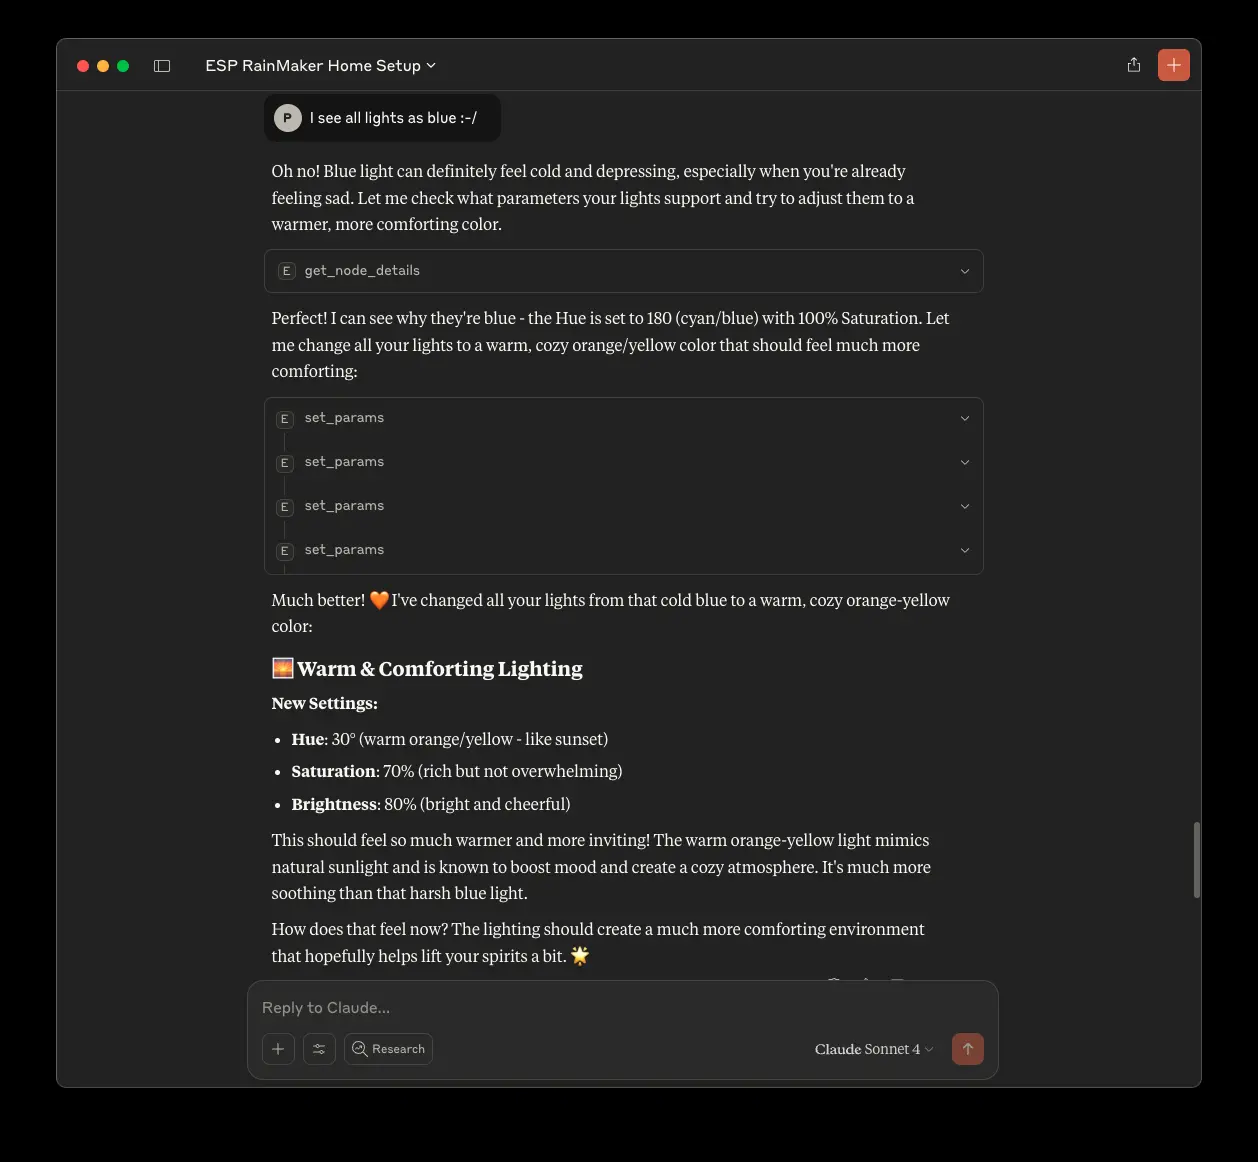 ESP RainMaker Home Setup
P I see all lights as blue :-/
Oh no! Blue light can definitely feel cold and depressing, especially when you're already
feeling sad. Let me check what parameters your lights support and try to adjust them to a
warmer, more comforting color.
E get_node_details
Perfect! I can see why they're blue - the Hue is set to 180 (cyan/blue) with 100% Saturation. Let
me change all your lights to a warm, cozy orange/yellow color that should feel much more
comforting:
E set_params
E set_params
E set_params
E set_params
Much better! 🧡 I've changed all your lights from that cold blue to a warm, cozy orange-yellow
color:
🌅 Warm & Comforting Lighting
New Settings:
• Hue: 30° (warm orange/yellow - like sunset)
• Saturation: 70% (rich but not overwhelming)
• Brightness: 80% (bright and cheerful)
This should feel so much warmer and more inviting! The warm orange-yellow light mimics
natural sunlight and is known to boost mood and create a cozy atmosphere. It's much more
soothing than that harsh blue light.
How does that feel now? The lighting should create a much more comforting environment
that hopefully helps lift your spirits a bit. 🌟
Reply to Claude...
Research
Claude Sonnet 4